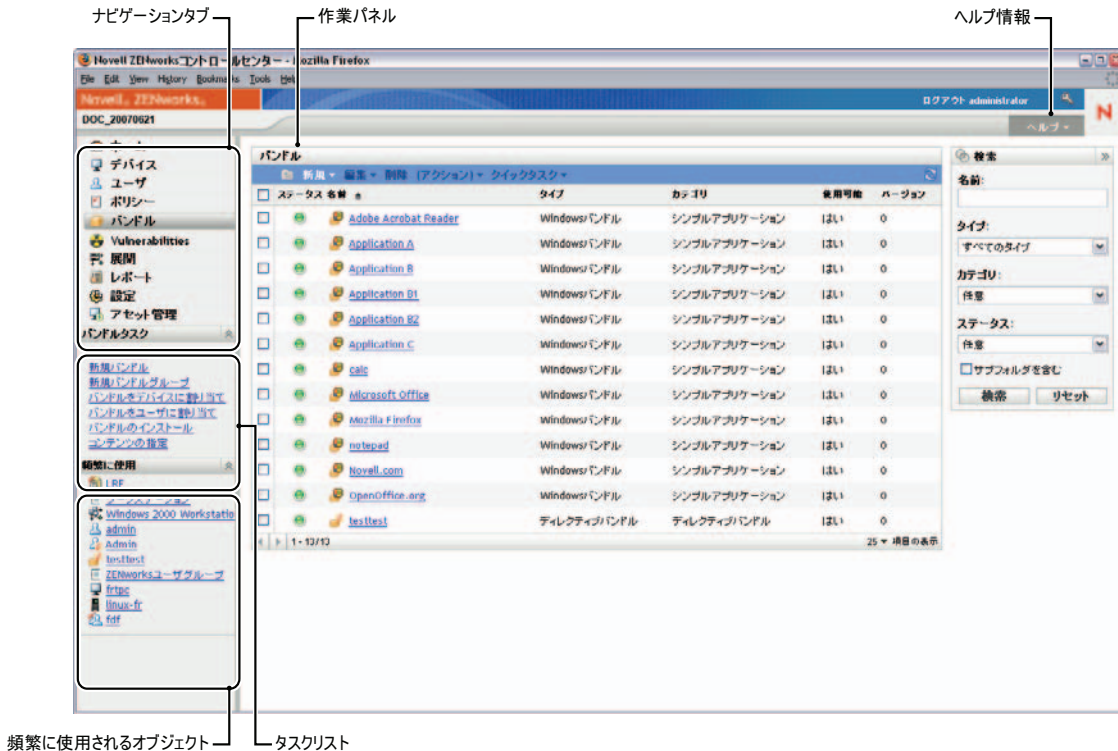 ナビゲーションタブ
作業パネル
ヘルプ情報
Novell ZENworksコントロールセンター - Mozilla Firefox
File Edit View History Bookmarks Tools Help
Novell® ZENworks®
ログアウト administrator
DOC_20070621
ヘルプ
デバイス
ユーザ
ポリシー
バンドル
Vulnerabilities
展開
レポート
設定
アセット管理
バンドルタスク
新規バンドル
新規バンドルグループ
バンドルをデバイスに割り当て
バンドルをユーザに割り当て
バンドルのインストール
コンテンツの指定
頻繁に使用
LRF
ワークステーション
Windows 2000 Workstatio
admin
Admin
testtest
ZENworksユーザグループ
frtpc
linux-fr
fdf
バンドル
新規 編集 削除 (アクション) クイックタスク
ステータス 名前 タイプ カテゴリ 使用可能 バージョン
Adobe Acrobat Reader Windowsバンドル シンプルアプリケーション はい 0
Application A Windowsバンドル シンプルアプリケーション はい 0
Application B Windowsバンドル シンプルアプリケーション はい 0
Application B1 Windowsバンドル シンプルアプリケーション はい 0
Application B2 Windowsバンドル シンプルアプリケーション はい 0
Application C Windowsバンドル シンプルアプリケーション はい 0
calc Windowsバンドル シンプルアプリケーション はい 0
Microsoft Office Windowsバンドル シンプルアプリケーション はい 0
Mozilla Firefox Windowsバンドル シンプルアプリケーション はい 0
notepad Windowsバンドル シンプルアプリケーション はい 0
Novell.com Windowsバンドル シンプルアプリケーション はい 0
OpenOffice.org Windowsバンドル シンプルアプリケーション はい 0
testtest ディレクティブバンドル ディレクティブバンドル はい 0
1 - 13/13
25 項目の表示
検索
名前:
タイプ:
すべてのタイプ
カテゴリ:
任意
ステータス:
任意
サブフォルダを含む
検索 リセット
N
頻繁に使用されるオブジェクト
タスクリスト